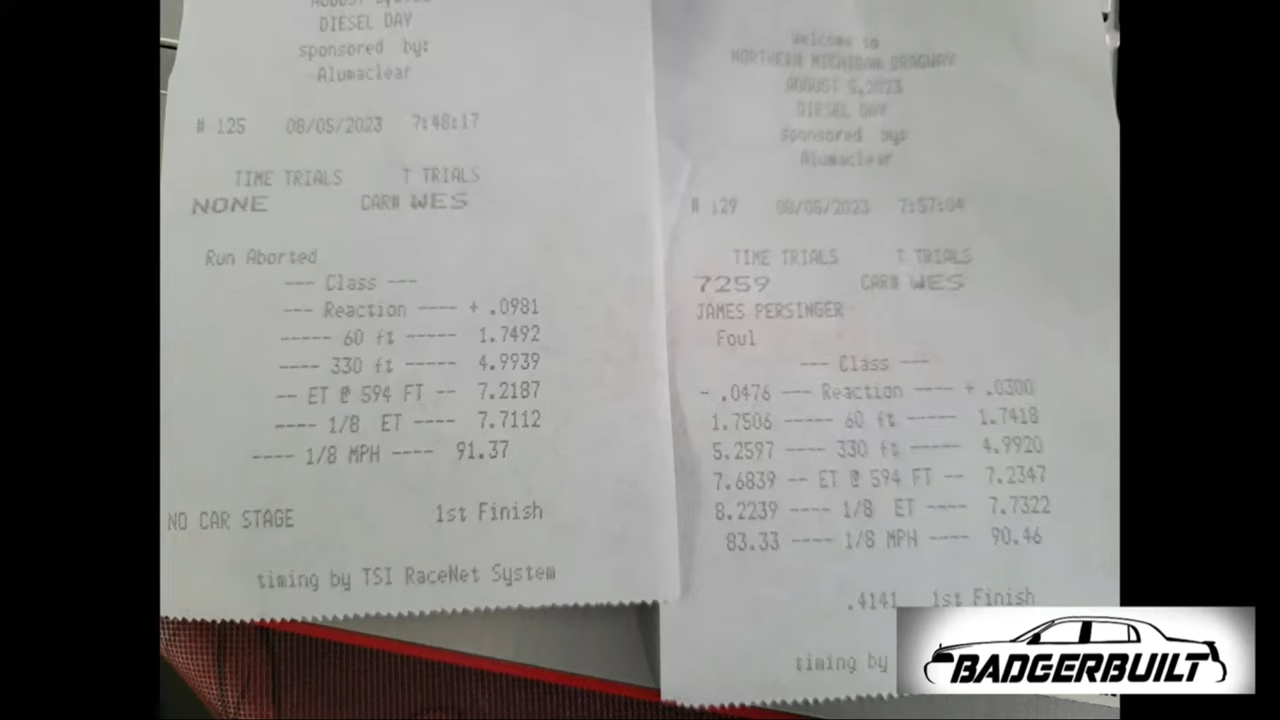 DIESEL DAY
sponsored by:
Alumaclear
# 125 08/05/2023 7:48:17
TIME TRIALS T TRIALS
NONE CAR# WES
Run Aborted
--- Class ---
--- Reaction ---- + .0981
----- 60 ft ----- 1.7492
---- 330 ft ----- 4.9939
-- ET @ 594 FT -- 7.2187
---- 1/8 ET ---- 7.7112
---- 1/8 MPH ---- 91.37
NO CAR STAGE 1st Finish
timing by TSI RaceNet System
Welcome to
NORTHERN MICHIGAN DRAGWAY
AUGUST 5,2023
DIESEL DAY
sponsored by:
Alumaclear
# 129 08/05/2023 7:57:04
TIME TRIALS T TRIALS
7259 CAR# WES
JAMES PERSINGER
Foul
--- Class ---
- .0476 --- Reaction ---- + .0300
1.7506 ----- 60 ft ----- 1.7418
5.2597 ---- 330 ft ----- 4.9920
7.6839 -- ET @ 594 FT -- 7.2347
8.2239 ---- 1/8 ET ---- 7.7322
83.33 ---- 1/8 MPH ---- 90.46
.4141 1st Finish
timing by
BADGERBUILT